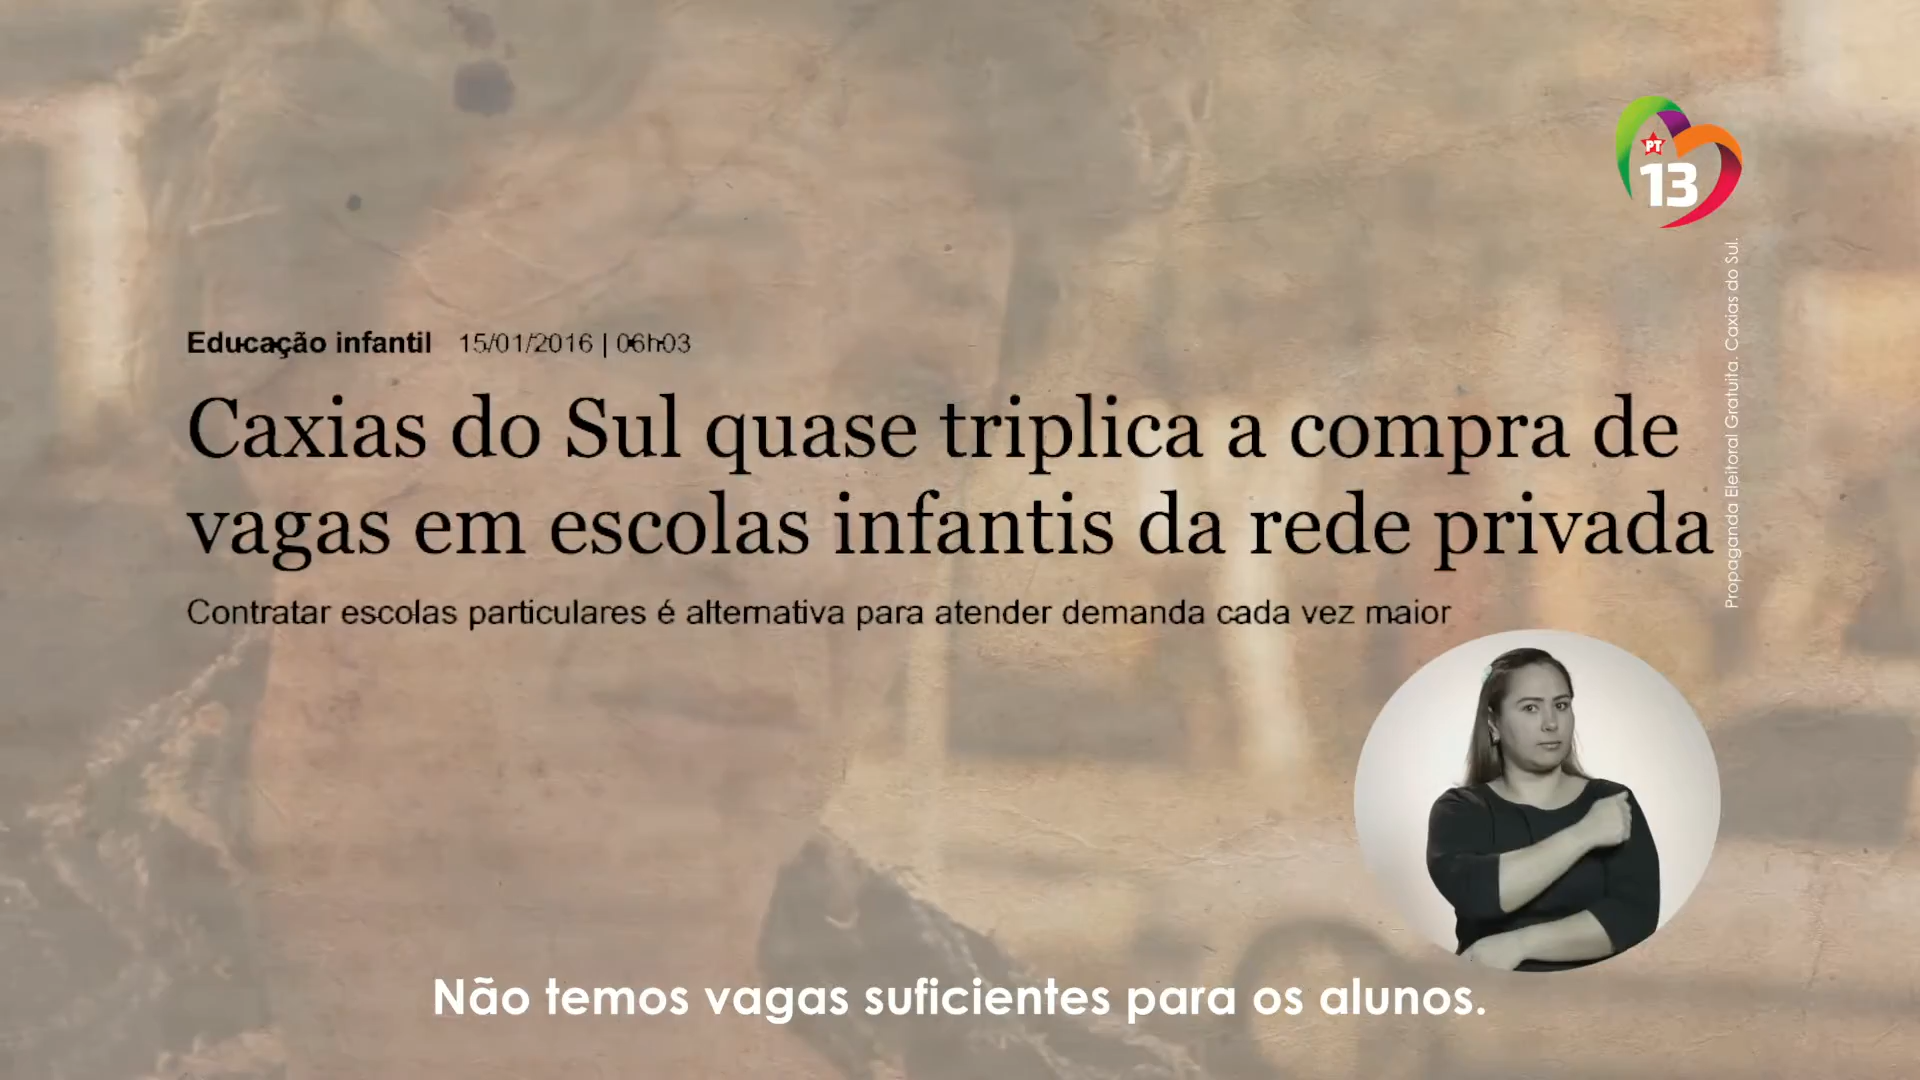 PT
13
Propaganda Eleitoral Gratuita. Caxias do Sul.
Educação infantil 15/01/2016 | 06h03
Caxias do Sul quase triplica a compra de
vagas em escolas infantis da rede privada
Contratar escolas particulares é alternativa para atender demanda cada vez maior
Não temos vagas suficientes para os alunos.